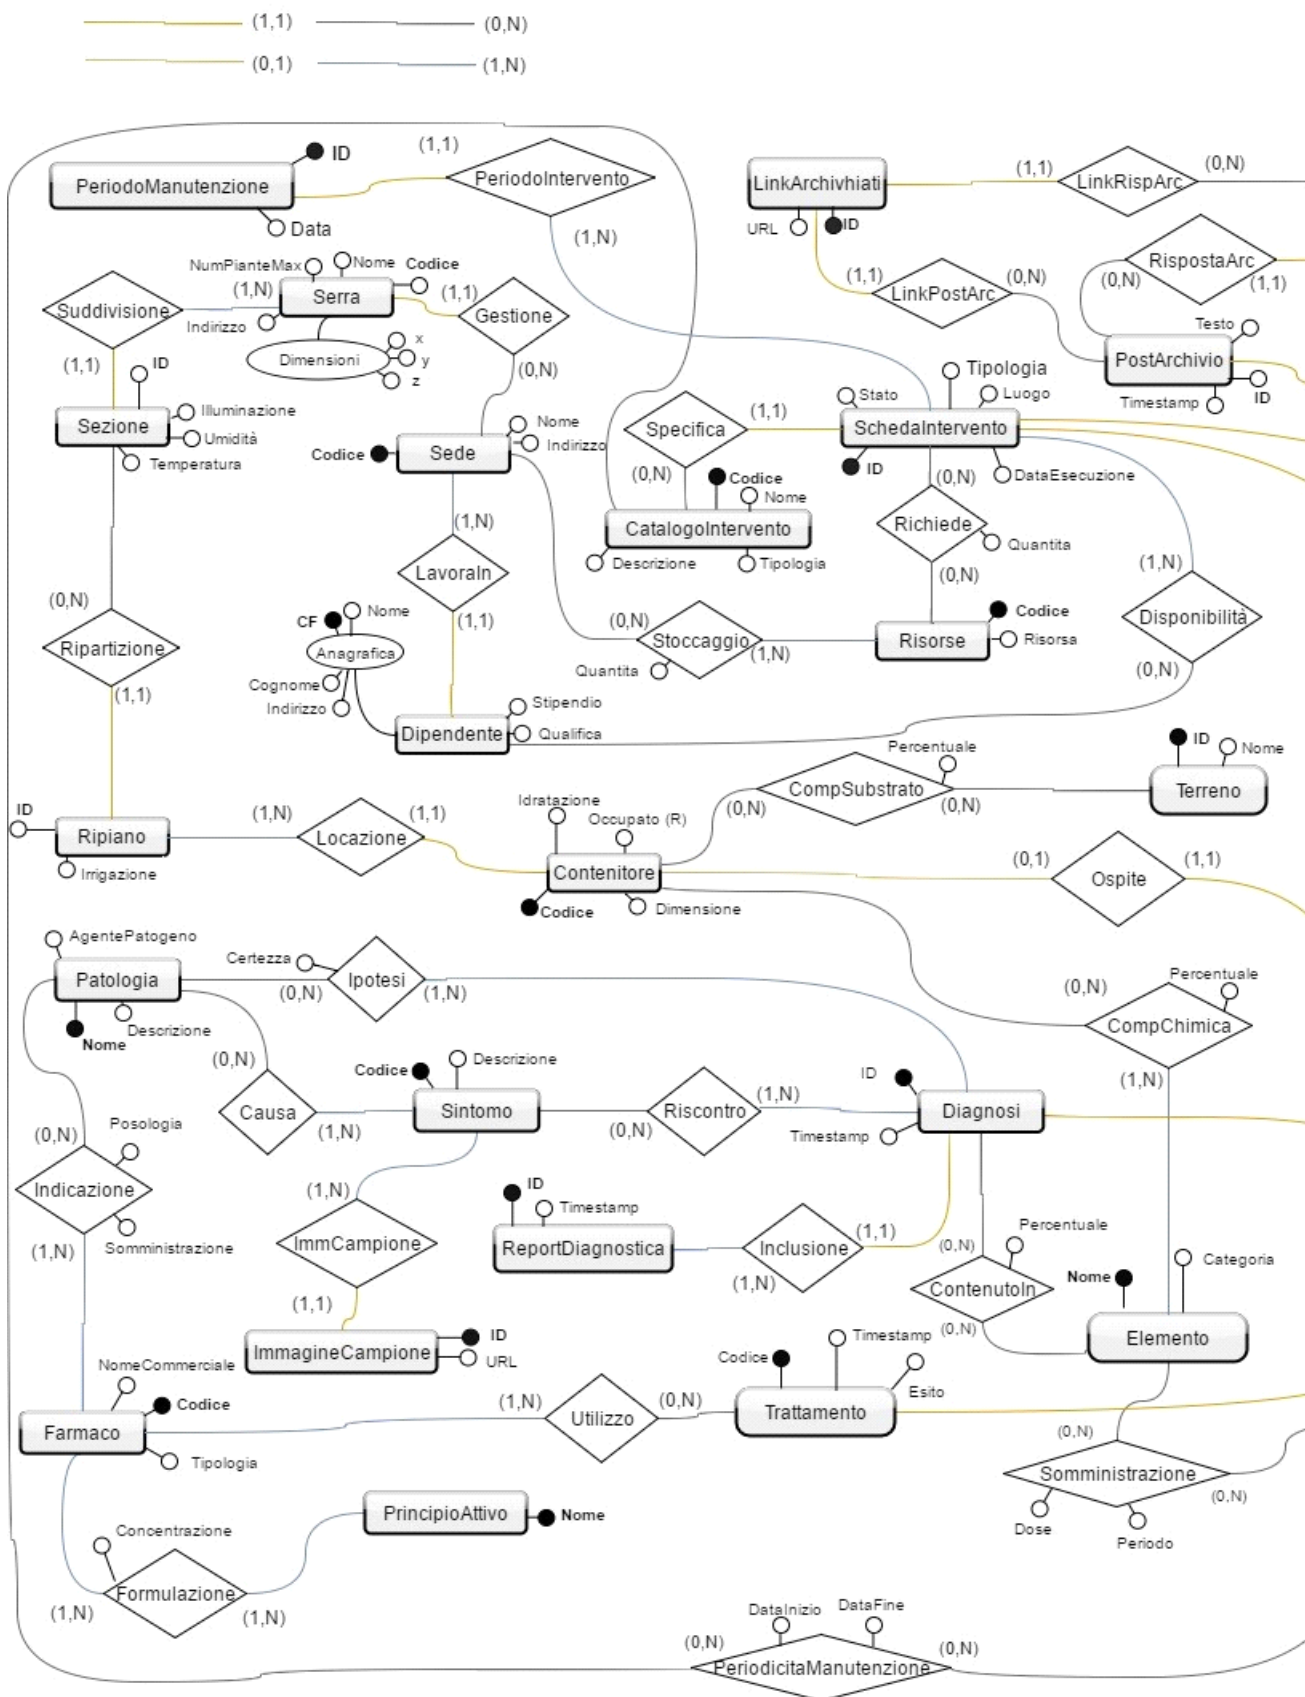 (1,1) (0,N)
(0,1) (1,N)
ID
(1,1)
PeriodoManutenzione
PeriodoIntervento
Data
(1,N)
LinkArchivhiati
(1,1)
LinkRispArc
(0,N)
URL
ID
RispostaArc
(0,N)
(1,1)
(1,1)
(0,N)
LinkPostArc
Testo
PostArchivio
Timestamp
ID
NumPianteMax
Nome
Codice
(1,N)
Serra
(1,1)
Suddivisione
Indirizzo
Gestione
x
Dimensioni
y
z
(1,1)
(0,N)
ID
Illuminazione
Sezione
Umidità
Temperatura
Nome
Codice
Sede
Indirizzo
Tipologia
Stato
Luogo
Specifica
(1,1)
SchedaIntervento
(0,N)
ID
DataEsecuzione
Codice
Nome
(0,N)
CatalogoIntervento
Richiede
Descrizione
Tipologia
Quantita
(1,N)
LavoraIn
(0,N)
(1,N)
(0,N)
(1,1)
Disponibilità
Ripartizione
CF
Nome
(0,N)
Codice
Anagrafica
Stoccaggio
Risorse
Risorsa
(1,N)
(0,N)
(1,1)
Cognome
Quantita
Indirizzo
Stipendio
Dipendente
Qualifica
Percentuale
ID
Nome
CompSubstrato
Terreno
(0,N)
(0,N)
ID
Idratazione
Ripiano
(1,N)
(1,1)
Occupato (R)
Locazione
Irrigazione
Contenitore
(0,1)
(1,1)
Ospite
Codice
Dimensione
AgentePatogeno
Certezza
Patologia
Ipotesi
(0,N)
(1,N)
Percentuale
(0,N)
Descrizione
Nome
CompChimica
(0,N)
Codice
Descrizione
ID
(1,N)
Causa
Sintomo
Riscontro
(1,N)
Diagnosi
(1,N)
(0,N)
Timestamp
Posologia
(0,N)
Indicazione
(1,N)
ID
Timestamp
Somministrazione
(1,N)
ImmCampione
ReportDiagnostica
Inclusione
(1,1)
(1,N)
Percentuale
(0,N)
Categoria
Nome
ContenutoIn
(1,1)
(0,N)
ID
ImmagineCampione
URL
Elemento
NomeCommerciale
Codice
Timestamp
Codice
Esito
Farmaco
(1,N)
Utilizzo
(0,N)
Trattamento
Tipologia
(0,N)
Somministrazione
(0,N)
PrincipioAttivo
Nome
Concentrazione
Dose
Periodo
Formulazione
(1,N)
(1,N)
DataInizio
DataFine
(0,N)
(0,N)
PeriodicitaManutenzione